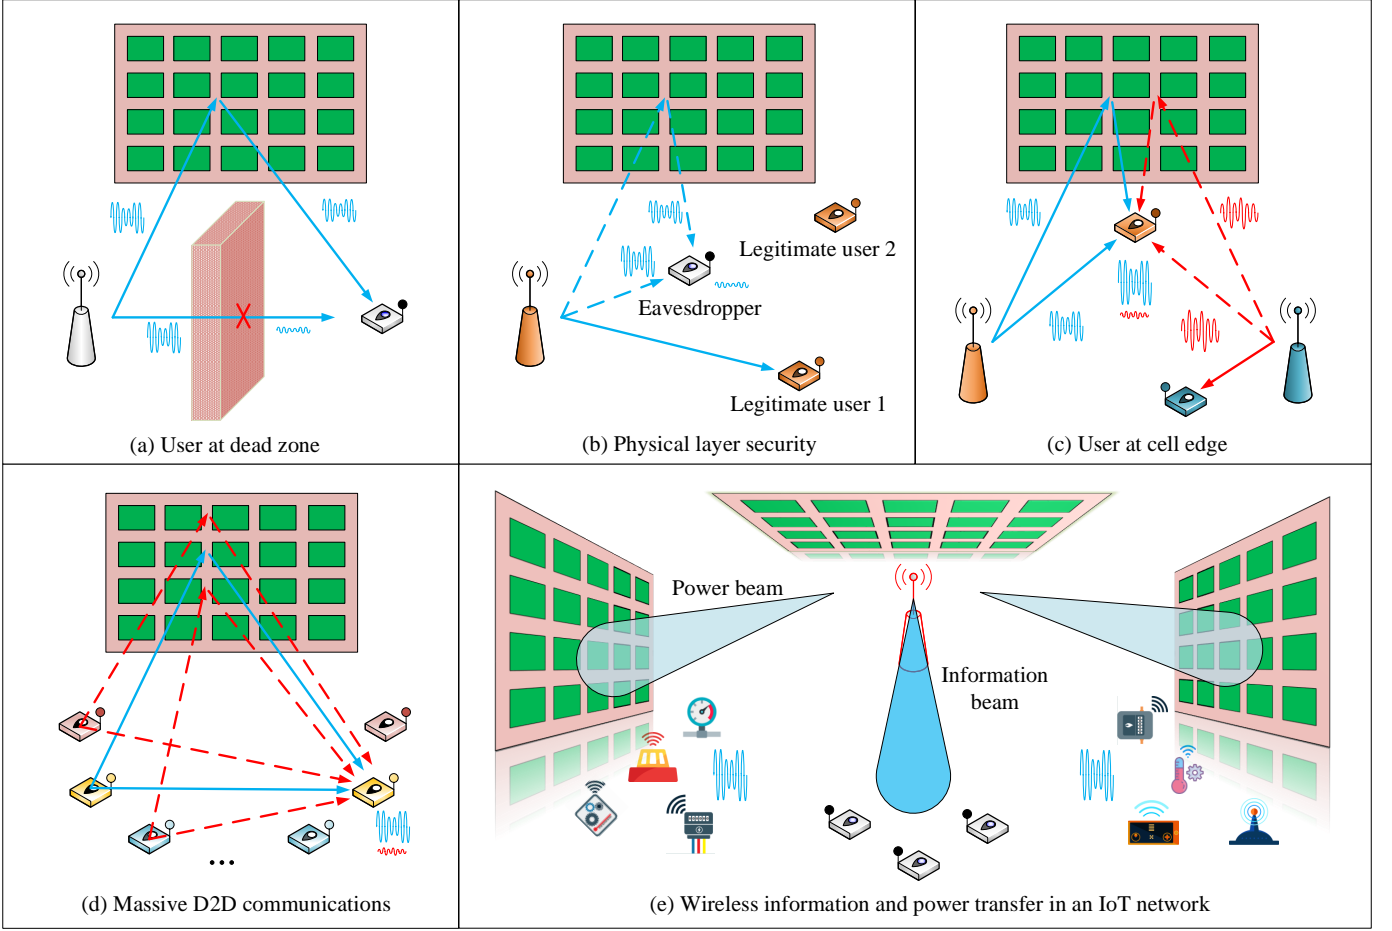 Legitimate user 2
Eavesdropper
Legitimate user 1
(a) User at dead zone
(b) Physical layer security
(c) User at cell edge
Power beam
Information
beam
...
(d) Massive D2D communications
(e) Wireless information and power transfer in an IoT network